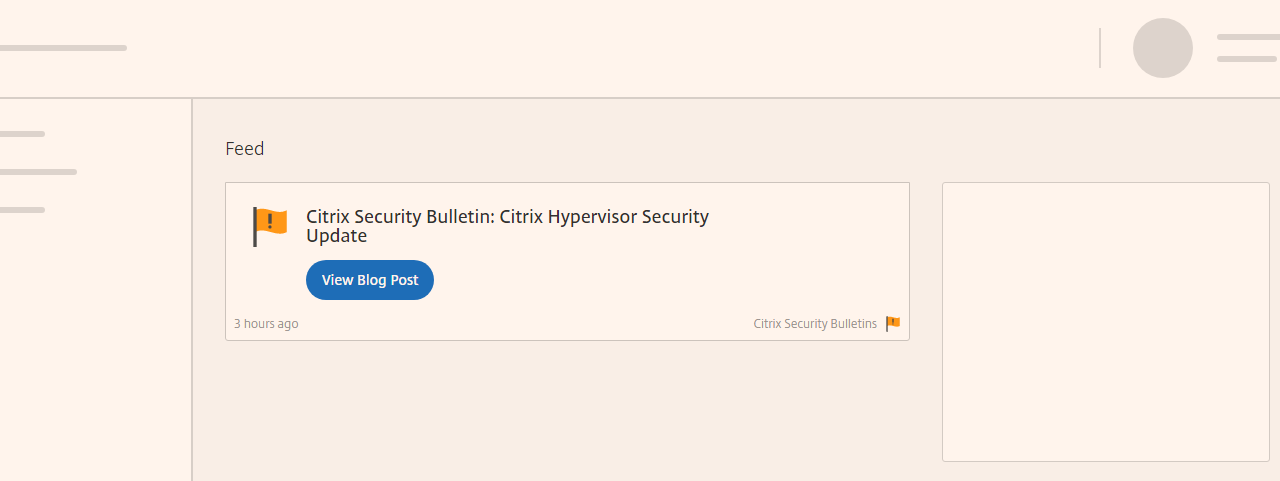 Feed
Citrix Security Bulletin: Citrix Hypervisor Security
Update
View Blog Post
3 hours ago
Citrix Security Bulletins